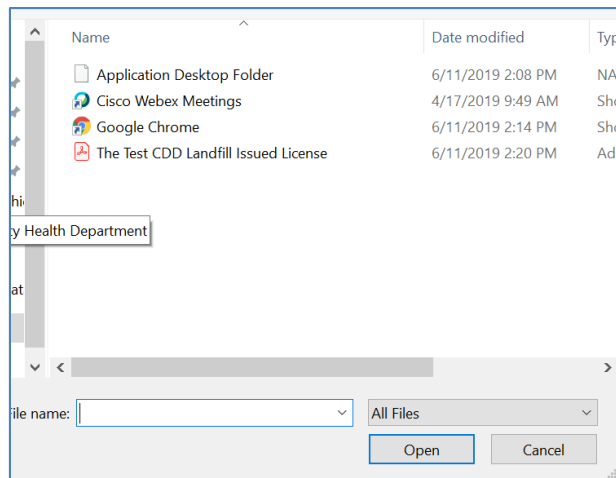 Name Date modified Typ
Application Desktop Folder 6/11/2019 2:08 PM NA
Cisco Webex Meetings 4/17/2019 9:49 AM Sho
Google Chrome 6/11/2019 2:14 PM Sho
The Test CDD Landfill Issued License 6/11/2019 2:20 PM Ad
hi
ty Health Department
at
File name: All Files
Open Cancel